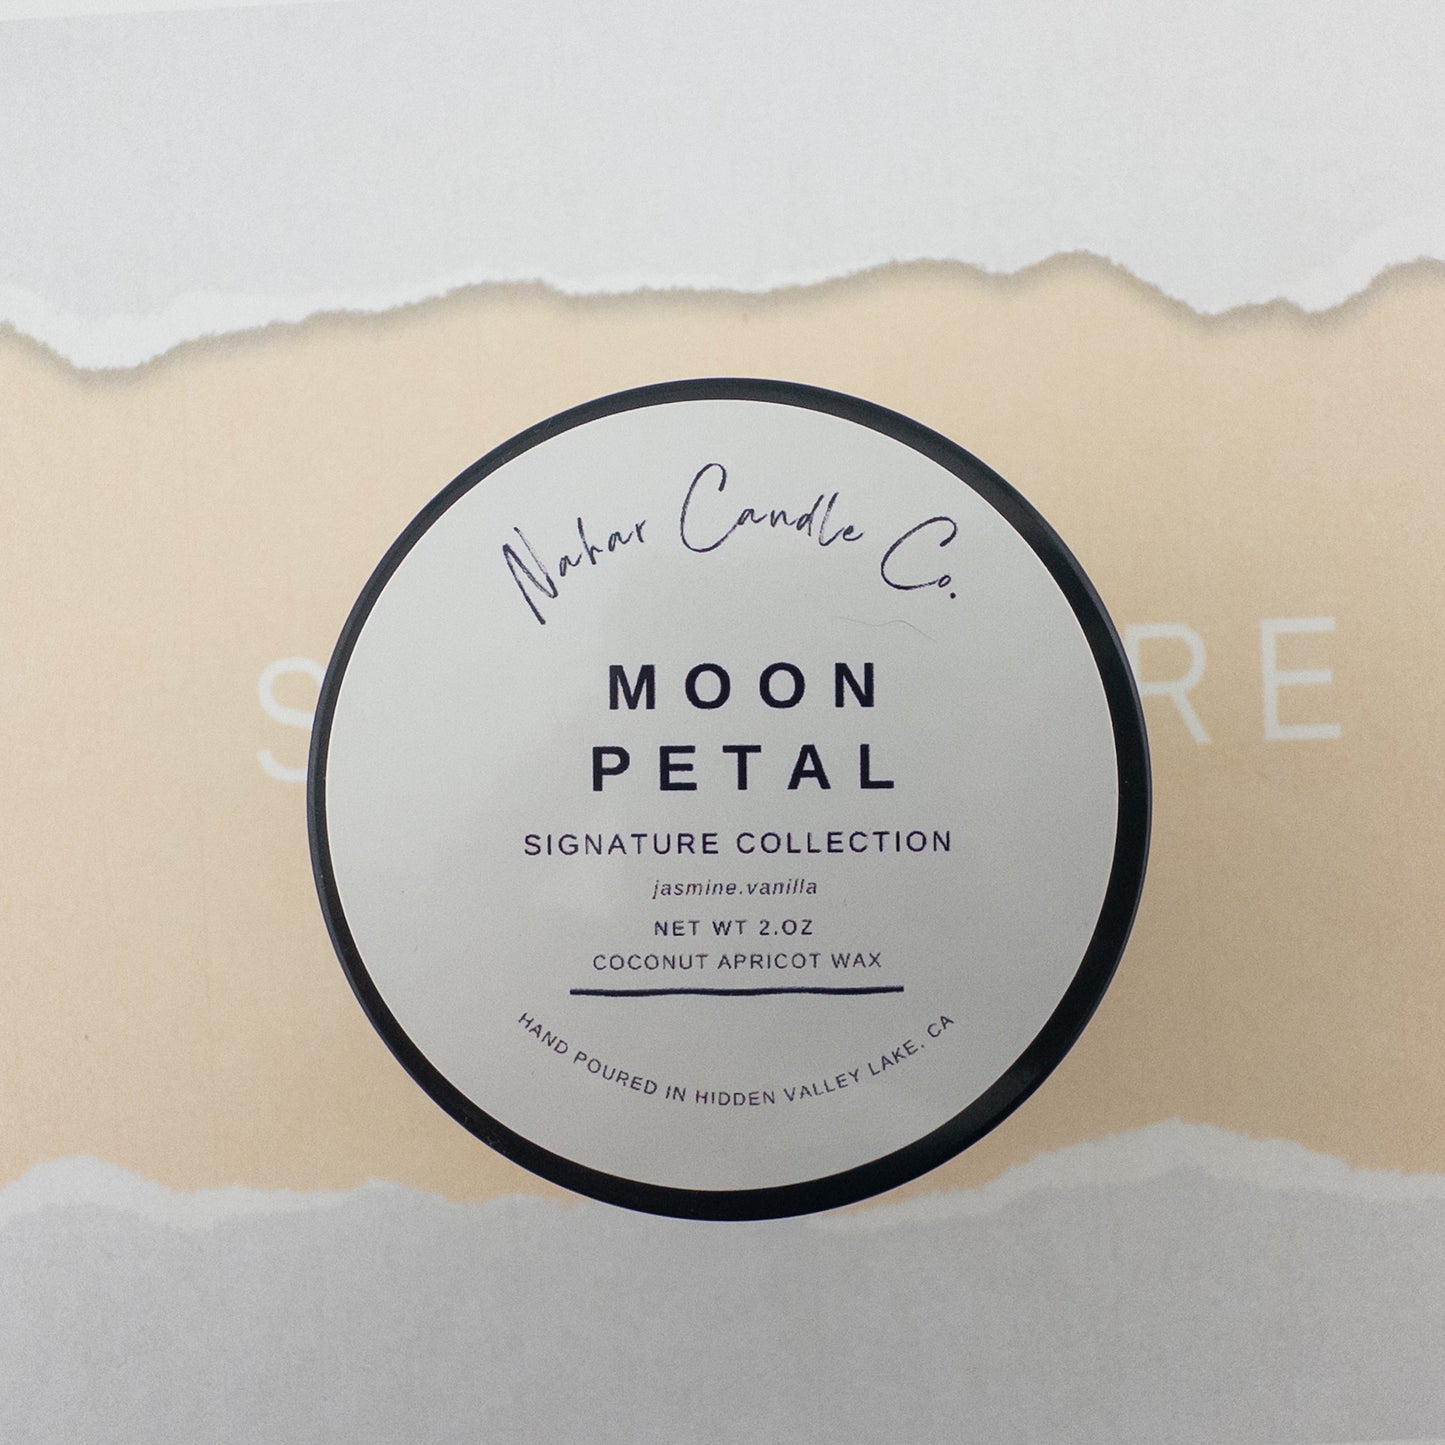 Nahar Candle Co.
MOON
PETAL
SIGNATURE COLLECTION
jasmine.vanilla
NET WT 2.OZ
COCONUT APRICOT WAX
HAND POURED IN HIDDEN VALLEY LAKE, CA